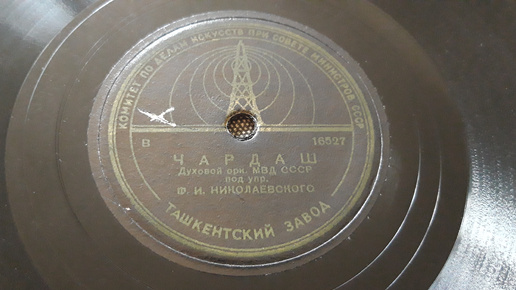 КОМИТЕТ ПО ДЕЛАМ ИСКУССТВ ПРИ СОВЕТЕ МИНИСТРОВ СССР
В 16527
ЧАРДАШ
Духовой орк. МВД СССР
под упр.
Ф. И. НИКОЛАЕВСКОГО
ТАШКЕНТСКИЙ ЗАВОД